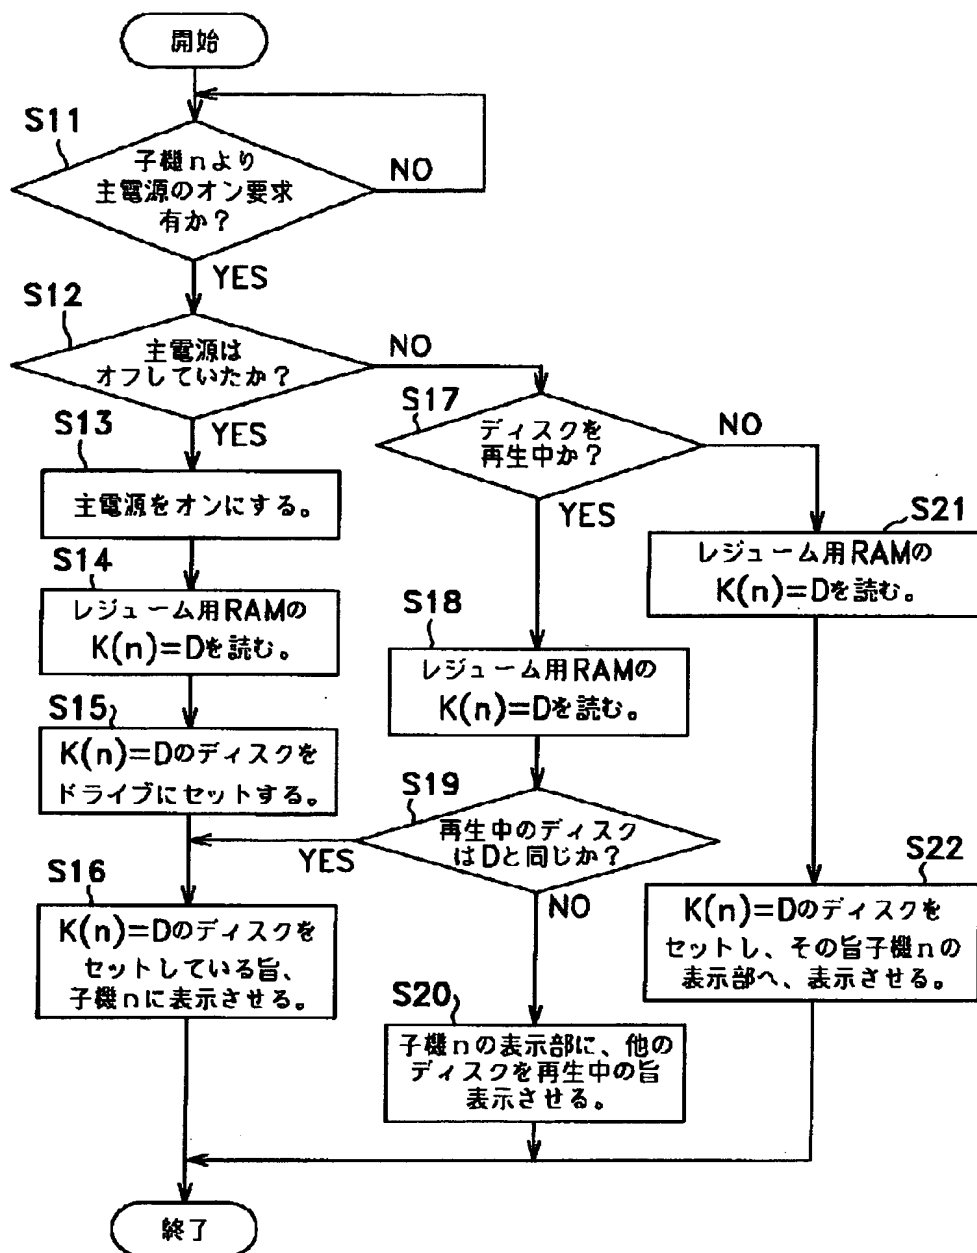 開始
S11
子機nより
主電源のオン要求
有か？
NO
YES
S12
主電源は
オフしていたか？
NO
YES
S13
主電源をオンにする。
S14
レジューム用RAMの
K(n)=Dを読む。
S15
K(n)=Dのディスクを
ドライブにセットする。
S16
K(n)=Dのディスクを
セットしている旨、
子機nに表示させる。
S17
ディスクを
再生中か？
NO
YES
S18
レジューム用RAMの
K(n)=Dを読む。
S19
再生中のディスク
はDと同じか？
YES
NO
S20
子機nの表示部に、他の
ディスクを再生中の旨
表示させる。
S21
レジューム用RAMの
K(n)=Dを読む。
S22
K(n)=Dのディスクを
セットし、その旨子機nの
表示部へ、表示させる。
終了